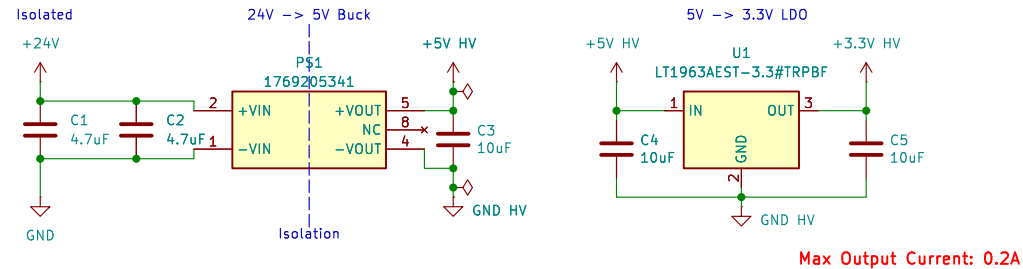 Isolated
24V -> 5V Buck
5V -> 3.3V LDO
+24V
+5V HV
+5V HV
+3.3V HV
PS1
1769205341
U1
LT1963AEST-3.3#TRPBF
2 +VIN
+VOUT 5
NC 8
1 -VIN
-VOUT 4
C1
4.7uF
C2
4.7uF
C3
10uF
1 IN
OUT 3
GND
2
C4
10uF
C5
10uF
GND
Isolation
GND HV
GND HV
Max Output Current: 0.2A